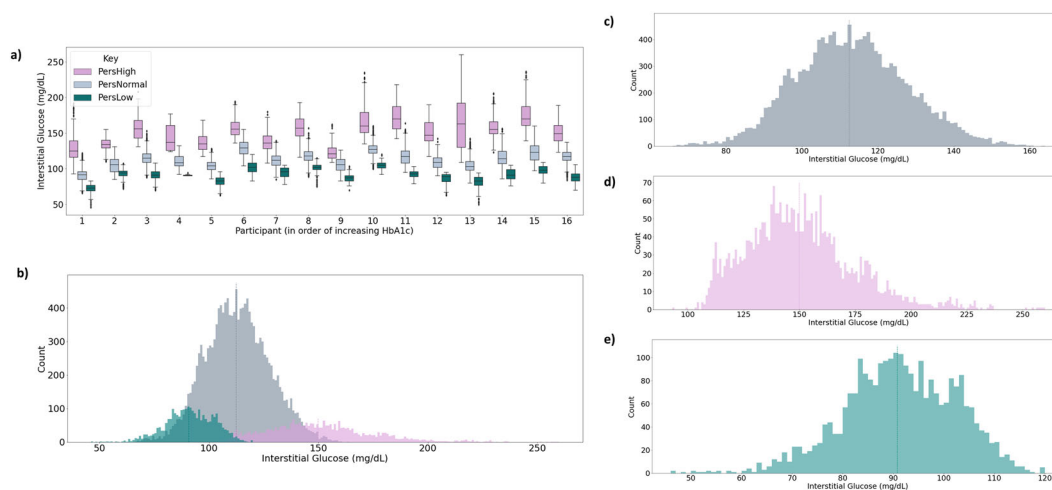 a)
Interstitial Glucose (mg/dL)
250
200
150
100
50
Key
PersHigh
PersNormal
PersLow
1 2 3 4 5 6 7 8 9 10 11 12 13 14 15 16
Participant (in order of increasing HbA1c)
b)
Count
400
300
200
100
0
50 100 150 200 250
Interstitial Glucose (mg/dL)
c)
Count
400
300
200
100
0
80 100 120 140 160
Interstitial Glucose (mg/dL)
d)
Count
70
60
50
40
30
20
10
0
100 125 150 175 200 225 250
Interstitial Glucose (mg/dL)
e)
Count
100
80
60
40
20
0
50 60 70 80 90 100 110 120
Interstitial Glucose (mg/dL)